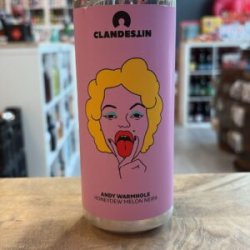 CLANDESTIN
ANDY WARMHOLE
HONEYDEW MELON NEIPA